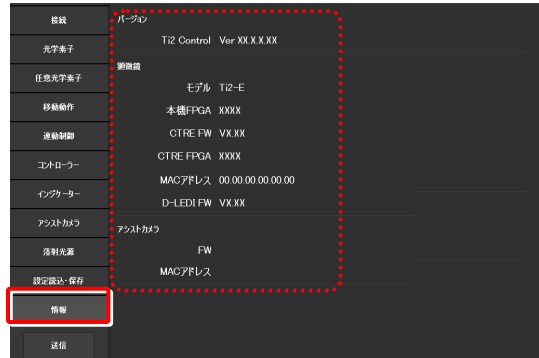 接続
光学素子
任意光学素子
移動動作
連動制御
コントローラー
インジケーター
アシストカメラ
落射光源
設定読込・保存
情報
送信
バージョン
Ti2 Control Ver XX.X.X.XX
顕微鏡
モデル Ti2-E
本機FPGA XXXX
CTRE FW VX.XX
CTRE FPGA XXXX
MACアドレス 00.00.00.00.00.00
D-LEDI FW VX.XX
アシストカメラ
FW
MACアドレス